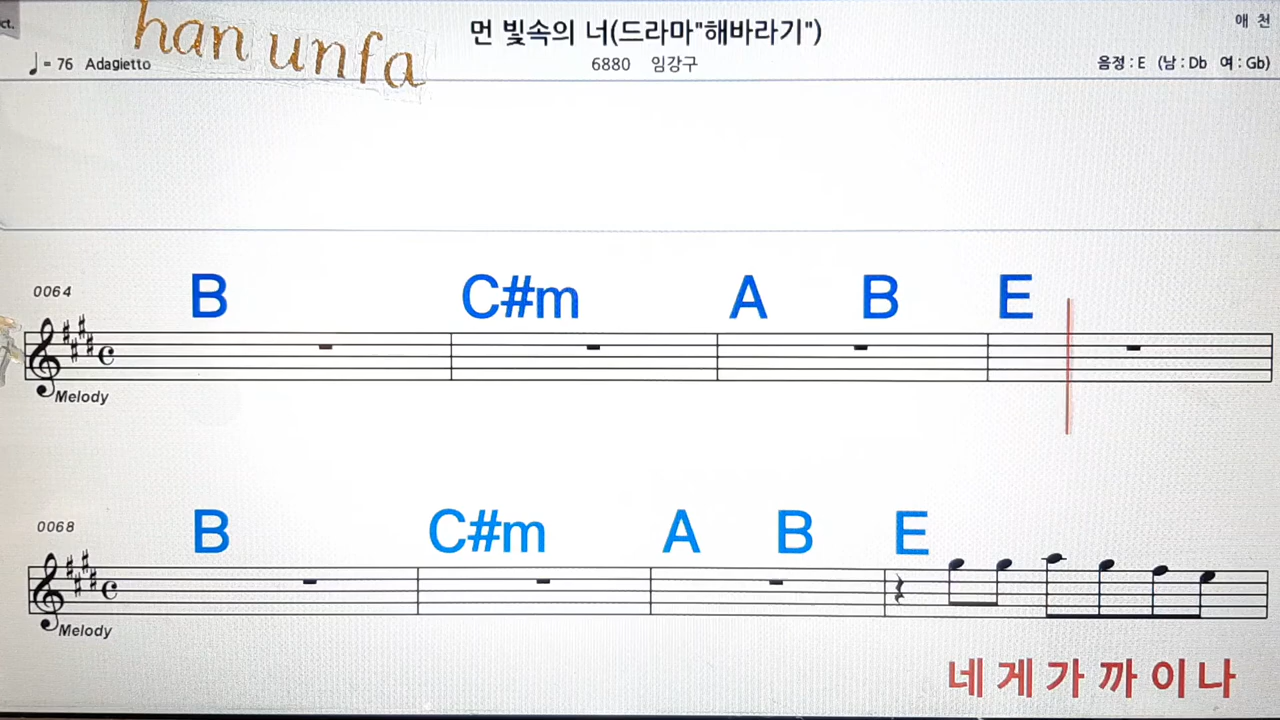 ct.
han unfa
먼 빛속의 너(드라마"해바라기")
애 천
♩= 76 Adagietto
6880 임강구
음정 : E (남 : Db 여 : Gb)
B C#m A B E
0064
Melody
B C#m A B E
0068
Melody
네 게 가 까 이 나